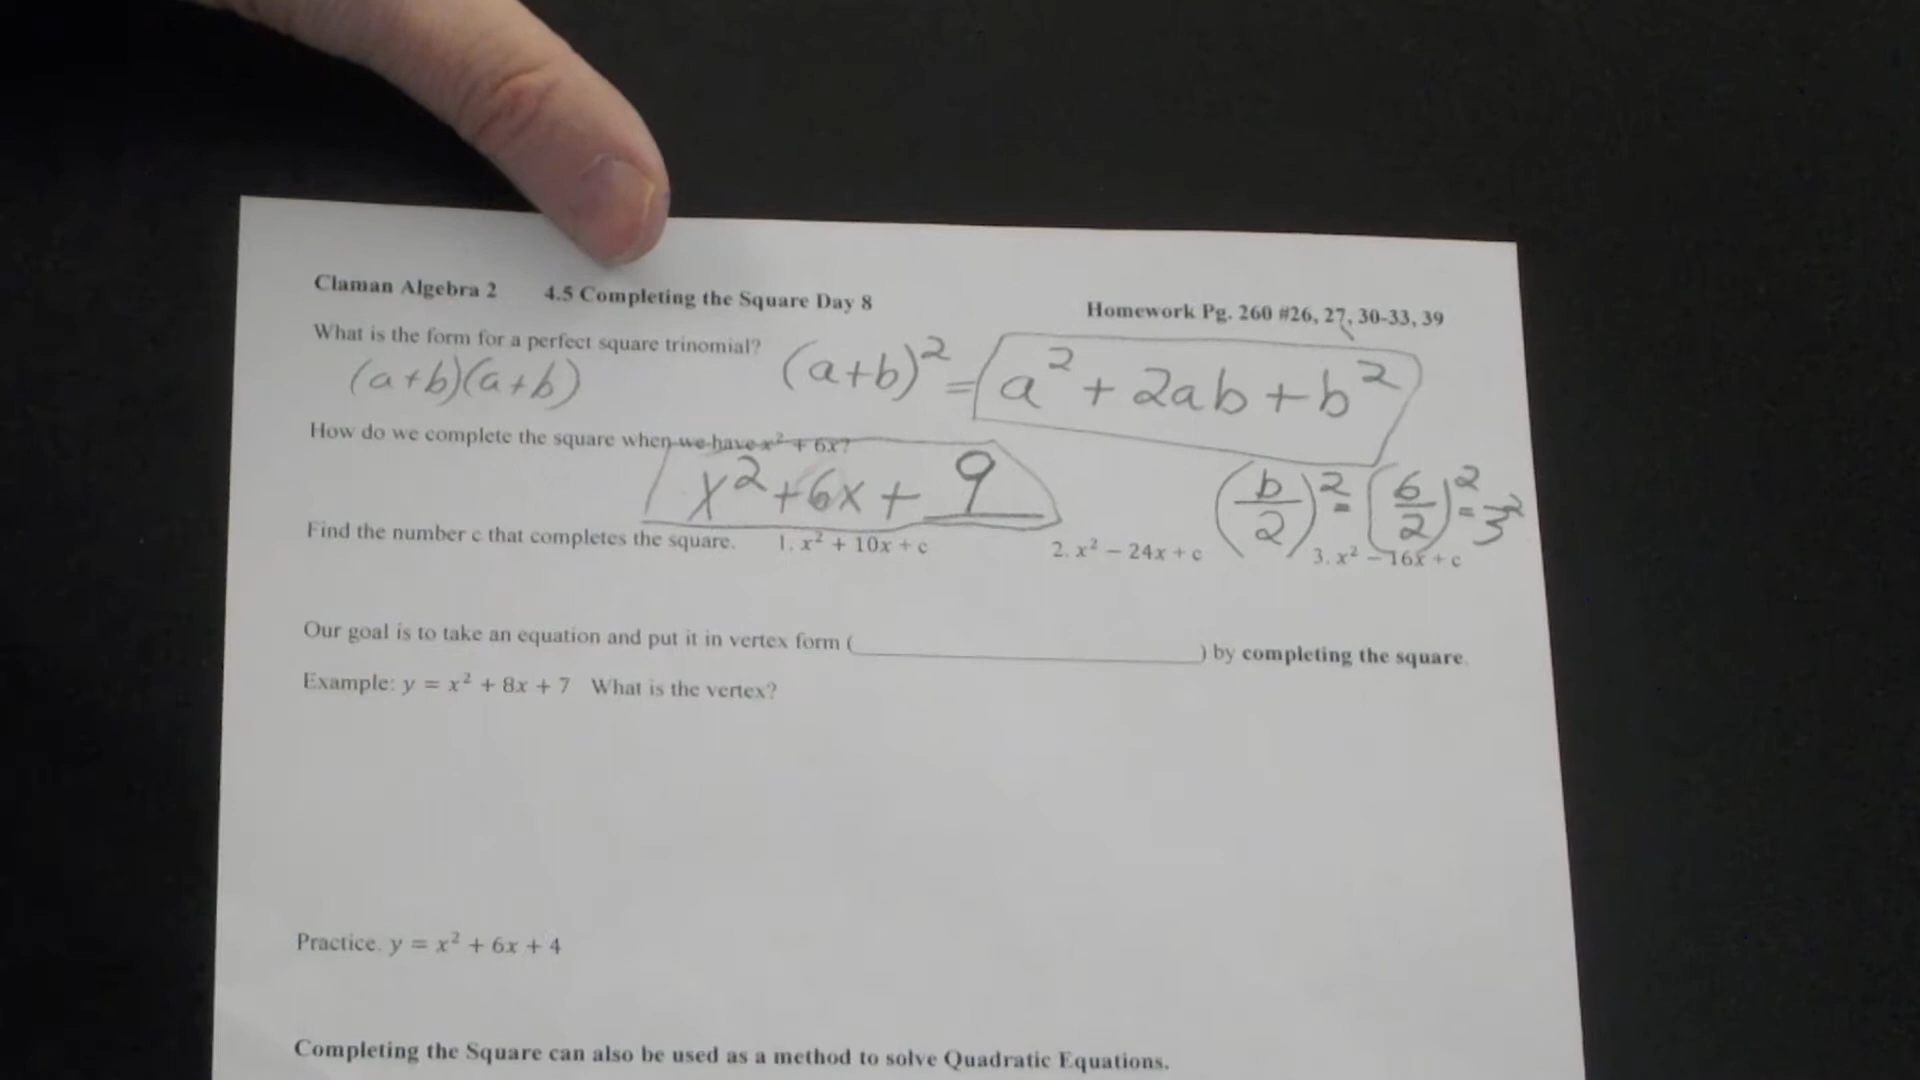 Claman Algebra 2 4.5 Completing the Square Day 8 Homework Pg. 260 #26, 27, 30-33, 39
What is the form for a perfect square trinomial?
(a+b)(a+b) (a+b)² = a² + 2ab + b²
How do we complete the square when we have x² + 6x?
x² + 6x + 9 (b/2)² = (6/2)² = 3²
Find the number c that completes the square. 1. x² + 10x + c 2. x² − 24x + c 3. x² − 16x + c
Our goal is to take an equation and put it in vertex form (____________________) by completing the square.
Example: y = x² + 8x + 7 What is the vertex?
Practice. y = x² + 6x + 4
Completing the Square can also be used as a method to solve Quadratic Equations.